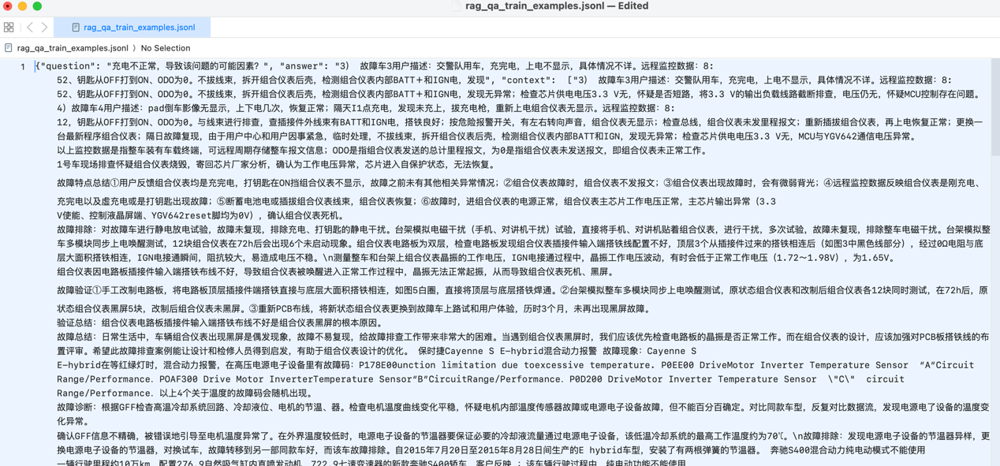 rag_qa_train_examples.jsonl — Edited
rag_qa_train_examples.jsonl
rag_qa_train_examples.jsonl 〉 No Selection
1 {"question": "充电不正常，导致该问题的可能因素？", "answer": "3） 故障车3用户描述：交警队用车，充完电，上电不显示，具体情况不详。远程监控数据：8：
52、钥匙从OFF打到ON、ODO为0。不拔线束，拆开组合仪表后壳，检测组合仪表内部BATT＋和IGN电，发现", "context": ["3） 故障车3用户描述：交警队用车，充完电，上电不显示，具体情况不详。远程监控数据：8：
52、钥匙从OFF打到ON、ODO为0。不拔线束，拆开组合仪表后壳，检测组合仪表内部BATT＋和IGN电，发现无异常；检查芯片供电电压3.3 V无，怀疑是否短路，将3.3 V的输出负载线路截断排查，电压仍无，怀疑MCU控制存在问题。
4）故障车4用户描述：pad倒车影像无显示，上下电几次，恢复正常；隔天I1点充电，发现未充上，拔充电枪，重新上电组合仪表无显示。远程监控数据：8：
12，钥匙从OFF打到ON、ODO为0。与线束进行排查，查插接件外线束有BATT和IGN电，搭铁良好；按危险报警开关，有左右转向声音，组合仪表无显示；检查总线，组合仪表未发里程报文；重新插拔组合仪表，再上电恢复正常；更换一
台最新程序组合仪表；隔日故障复现，由于用户中心和用户因事紧急，临时处理，不拔线束，拆开组合仪表后壳，检测组合仪表内部BATT和IGN，发现无异常；检查芯片供电电压3.3 V无，MCU与YGV642通信电压异常。
以上监控数据是指整车装有车载终端，可远程周期存储整车报文信息；ODO是指组合仪表发送的总计里程报文，为0是指组合仪表未发送报文，即组合仪表未正常工作。
1号车现场排查怀疑组合仪表烧毁，寄回芯片厂家分析，确认为工作电压异常，芯片进入自保护状态，无法恢复。
故障特点总结①用户反馈组合仪表均是充完电，打钥匙在ON挡组合仪表不显示，故障之前未有其他相关异常情况；②组合仪表故障时，组合仪表不发报文；③组合仪表出现故障时，会有微弱背光；④远程监控数据反映组合仪表是刚充电、
充完电以及虚充电或是打钥匙出现故障；⑤断蓄电池电或插拔组合仪表线束，组合仪表恢复；⑥故障时，进组合仪表的电源正常，组合仪表主芯片工作电压正常，主芯片输出异常（3.3
V使能、控制液晶屏端、YGV642reset脚均为0V），确认组合仪表死机。
故障排除：对故障车进行静电放电试验，故障未复现，排除充电、打钥匙的静电干扰。台架模拟电磁干扰（手机、对讲机干扰）试验，直接将手机、对讲机贴着组合仪表，进行干扰，多次试验，故障未复现，排除整车电磁干扰。台架模拟整
车多模块同步上电唤醒测试，12块组合仪表在72h后会出现6个未启动现象。组合仪表电路板为双层，检查电路板发现组合仪表插接件输入端搭铁线配置不好，顶层3个从插接件过来的搭铁相连后（如图3中黑色线部分），经过0Ω电阻与底
层大面积搭铁相连，IGN电接通瞬间，阻抗较大，易造成电压不稳。\n测量整车和台架上组合仪表晶振的工作电压，IGN电接通过程中，晶振工作电压波动，有时会低于正常工作电压（1.72～1.98V），为1.65V。
组合仪表因电路板插接件输入端搭铁布线不好，导致组合仪表被唤醒进入正常工作过程中，晶振无法正常起振，从而导致组合仪表死机、黑屏。
故障验证①手工改制电路板，将电路板顶层插接件端搭铁直接与底层大面积搭铁相连，如图5白圈，直接将顶层与底层搭铁焊通。②台架模拟整车多模块同步上电唤醒测试，原状态组合仪表和改制后组合仪表各12块同时测试，在72h后，原
状态组合仪表黑屏5块，改制后组合仪表未黑屏。③重新PCB布线，将新状态组合仪表更换到故障车上路试和用户体验，历时3个月，未再出现黑屏故障。
验证总结：组合仪表电路板插接件输入端搭铁布线不好是组合仪表黑屏的根本原因。
故障总结：日常生活中，车辆组合仪表出现黑屏是偶发现象，故障不易复现，给故障排查工作带来非常大的困难。当遇到组合仪表黑屏时，我们应该优先检查电路板的晶振是否正常工作。而在组合仪表的设计，应该加强对PCB板搭铁线的布
置评审。希望此故障排查案例能让设计和检修人员得到启发，有助于组合仪表设计的优化。 保时捷Cayenne S E-hybrid混合动力报警 故障现象：Cayenne S
E-hybrid在等红绿灯时，混合动力报警，在高压电源电子设备里有故障码：P178E00unction limitation due toexcessive temperature. P0EE00 DriveMotor Inverter Temperature Sensor “A”Circuit
Range/Performance. POAF300 Drive Motor InverterTemperature Sensor“B”CircuitRange/Performance. P0D200 DriveMotor Inverter Temperature Sensor \"C\" circuit
Range/Performance. 以上4个关于温度的故障码会随机出现。
故障诊断：根据GFF检查高温冷却系统回路、冷却液位、电机的节温、器。检查电机温度曲线变化平稳，怀疑电机内部温度传感器故障或电源电子设备故障，但不能百分百确定。对比同款车型，反复对比数据流，发现电源电了设备的温度变
化异常。
确认GFF信息不精确，被错误地引导至电机温度异常了。在外界温度较低时，电源电子设备的节温器要保证必要的冷却液流量通过电源电子设备，该低温冷却系统的最高工作温度约为70℃。\n故障排除：发现电源电子设备的节温器异样，更
换电源电子设备的节温器，对换试车，故障转移到另一部同款车好，而该车故障排除。自2015年7月20日至2015年8月28日间生产的E hybrid车型，安装了有两根弹簧的节温器。 奔驰S400混合动力纯电动模式不能使用
一辆行驶里程约10万km，配置276.9自然吸气缸内直喷发动机，722.9七速变速器的新款奔驰S400轿车，客户反映 ：该车辆行驶过程中，纯电动功能不能使用